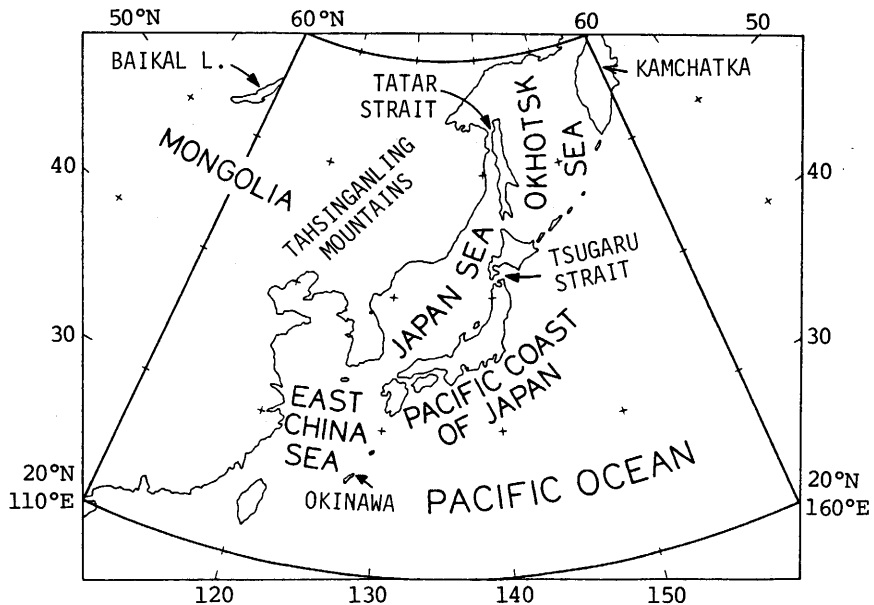 50°N 60°N 60 50
BAIKAL L.
TATAR
STRAIT
KAMCHATKA
OKHOTSK
SEA
MONGOLIA
40 40
TAHSINGANLING
MOUNTAINS
JAPAN SEA
TSUGARU
STRAIT
30 30
PACIFIC COAST
OF JAPAN
EAST
CHINA
SEA
20°N
110°E
OKINAWA
PACIFIC OCEAN
20°N
160°E
120 130 140 150